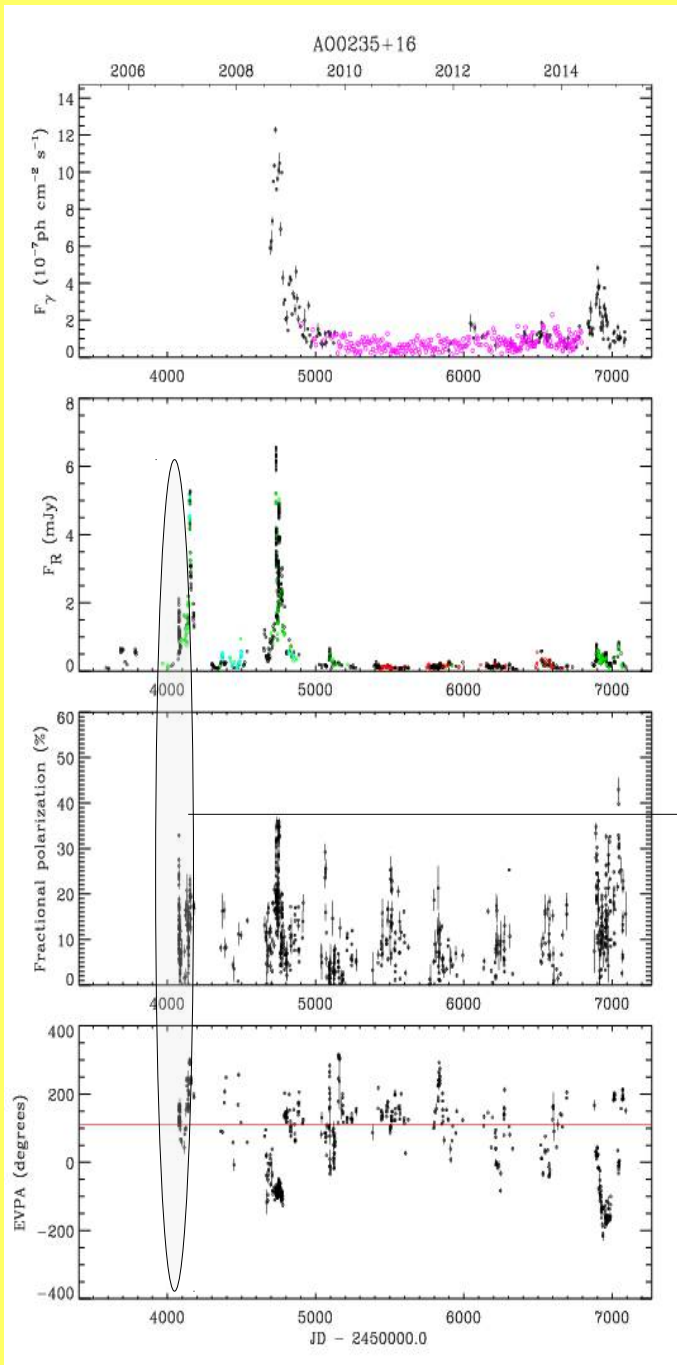 AO0235+16
2006 2008 2010 2012 2014
14
12
10
8
6
4
2
0
Fγ (10⁻⁷ph cm⁻² s⁻¹)
4000 5000 6000 7000
8
6
4
2
0
F_R (mJy)
4000 5000 6000 7000
60
50
40
30
20
10
0
Fractional polarization (%)
4000 5000 6000 7000
400
200
0
-200
-400
EVPA (degrees)
4000 5000 6000 7000
JD - 2450000.0